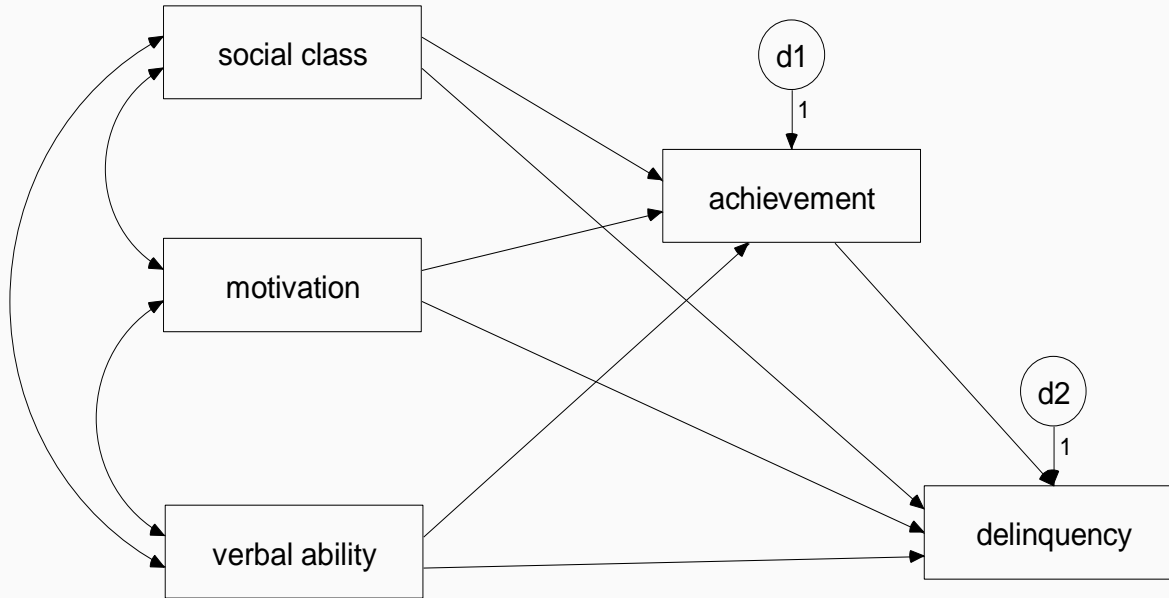 social class
d1
1
achievement
motivation
d2
1
delinquency
verbal ability